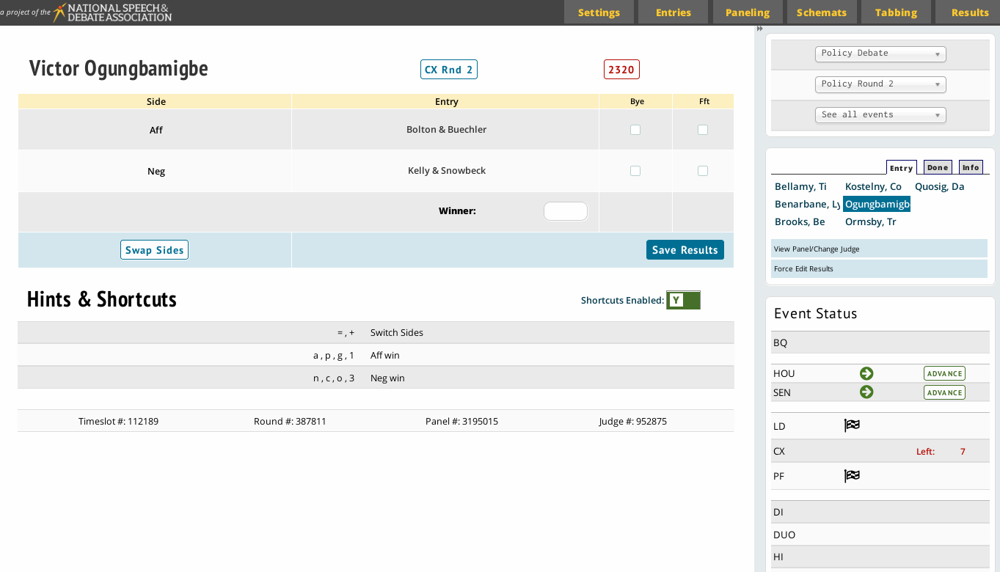 a project of the NATIONAL SPEECH & DEBATE ASSOCIATION
Settings Entries Paneling Schemats Tabbing Results
Victor Ogungbamigbe CX Rnd 2 2320
Side Entry Bye Fft
Aff Bolton & Buechler
Neg Kelly & Snowbeck
Winner:
Swap Sides Save Results
Hints & Shortcuts Shortcuts Enabled: Y
= , + Switch Sides
a , p , g , 1 Aff win
n , c , o , 3 Neg win
Timeslot #: 112189 Round #: 387811 Panel #: 3195015 Judge #: 952875
Policy Debate
Policy Round 2
See all events
Entry Done Info
Bellamy, Ti Kostelny, Co Quosig, Da
Benarbane, Ly Ogungbamigb
Brooks, Be Ormsby, Tr
View Panel/Change Judge
Force Edit Results
Event Status
BQ
HOU ADVANCE
SEN ADVANCE
LD
CX Left: 7
PF
DI
DUO
HI